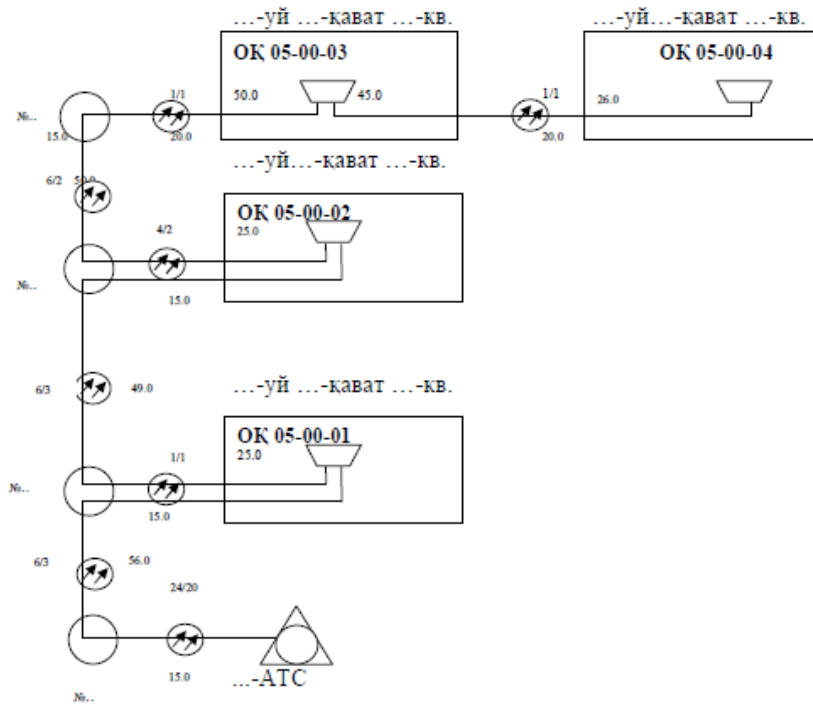 ...-уй ...-қават ...-кв.
...-уй...-қават ...-кв.
ОҚ 05-00-03
ОҚ 05-00-04
1/1
50.0
45.0
1/1
26.0
№..
15.0
20.0
20.0
...-уй...-қават ...-кв.
6/2
50.0
ОҚ 05-00-02
4/2
25.0
№..
15.0
...-уй ...-қават ...-кв.
6/3
49.0
ОҚ 05-00-01
1/1
25.0
№..
15.0
6/3
56.0
24/20
15.0
...-АТС
№..